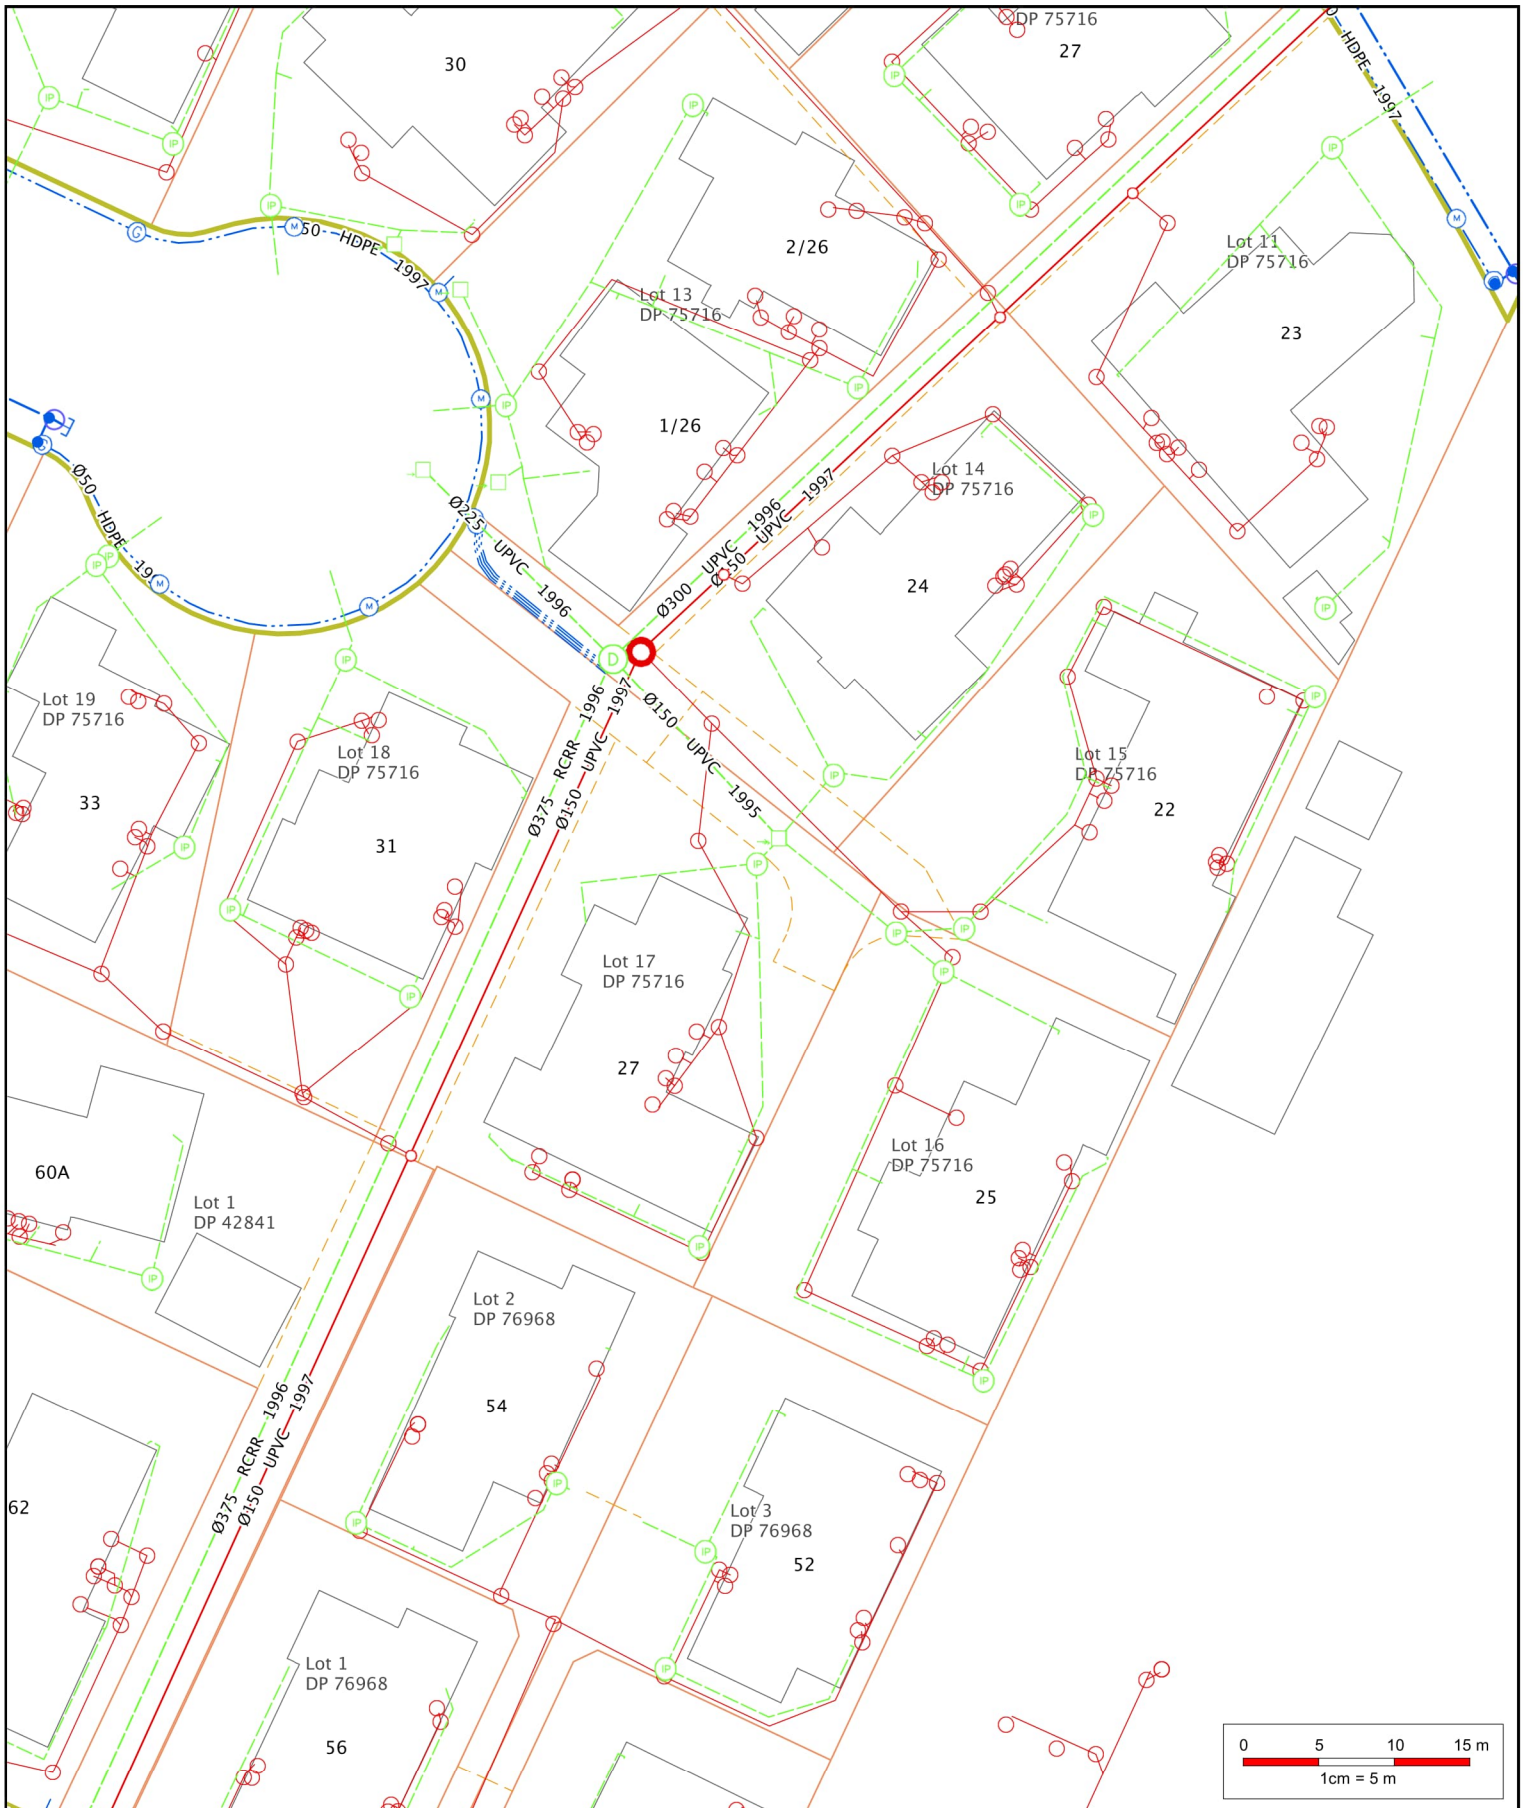 DP 75716
27
30
HDPE 1997
2/26
Lot 11
DP 75716
50 HDPE 1997
Lot 13
DP 75716
23
1/26
Lot 14
DP 75716
Ø50 HDPE 199
Ø225 UPVC 1996
Ø300 UPVC 1996
Ø150 UPVC 1997
24
D
Lot 19
DP 75716
Ø150 UPVC 1995
Ø375 RCRR 1996
Ø150 UPVC 1997
Lot 18
DP 75716
Lot 15
DP 75716
33
22
31
Lot 17
DP 75716
27
Lot 16
DP 75716
60A
25
Lot 1
DP 42841
Lot 2
DP 76968
54
Ø375 RCRR 1996
Ø150 UPVC 1997
62
Lot 3
DP 76968
52
Lot 1
DP 76968
56
0 5 10 15 m
1cm = 5 m